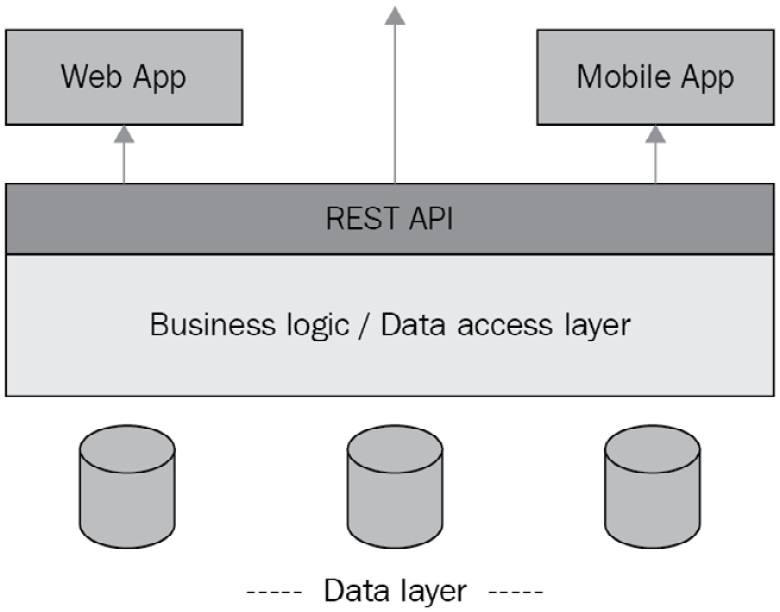 Web App
Mobile App
REST API
Business logic / Data access layer
----- Data layer -----